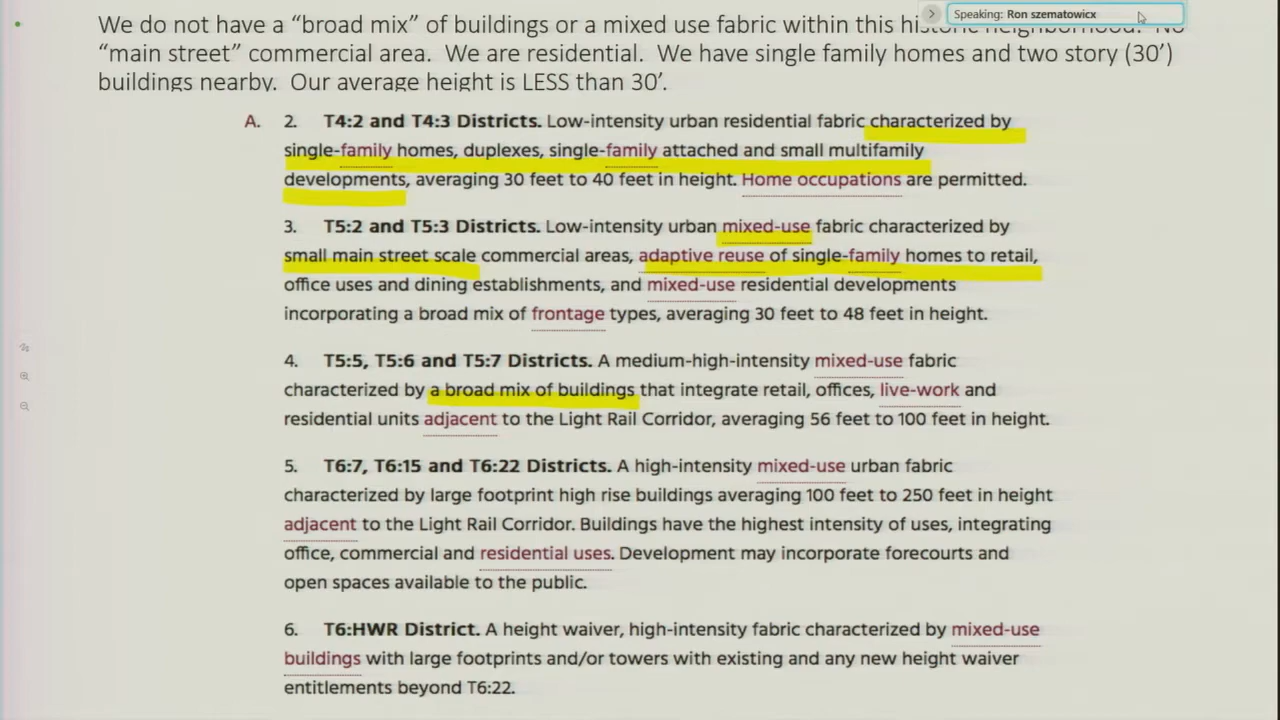 We do not have a “broad mix” of buildings or a mixed use fabric within this historic neighborhood. No
Speaking: Ron szematowicx
“main street” commercial area. We are residential. We have single family homes and two story (30’)
buildings nearby. Our average height is LESS than 30’.
A. 2. T4:2 and T4:3 Districts. Low-intensity urban residential fabric characterized by
single-family homes, duplexes, single-family attached and small multifamily
developments, averaging 30 feet to 40 feet in height. Home occupations are permitted.
3. T5:2 and T5:3 Districts. Low-intensity urban mixed-use fabric characterized by
small main street scale commercial areas, adaptive reuse of single-family homes to retail,
office uses and dining establishments, and mixed-use residential developments
incorporating a broad mix of frontage types, averaging 30 feet to 48 feet in height.
4. T5:5, T5:6 and T5:7 Districts. A medium-high-intensity mixed-use fabric
characterized by a broad mix of buildings that integrate retail, offices, live-work and
residential units adjacent to the Light Rail Corridor, averaging 56 feet to 100 feet in height.
5. T6:7, T6:15 and T6:22 Districts. A high-intensity mixed-use urban fabric
characterized by large footprint high rise buildings averaging 100 feet to 250 feet in height
adjacent to the Light Rail Corridor. Buildings have the highest intensity of uses, integrating
office, commercial and residential uses. Development may incorporate forecourts and
open spaces available to the public.
6. T6:HWR District. A height waiver, high-intensity fabric characterized by mixed-use
buildings with large footprints and/or towers with existing and any new height waiver
entitlements beyond T6:22.